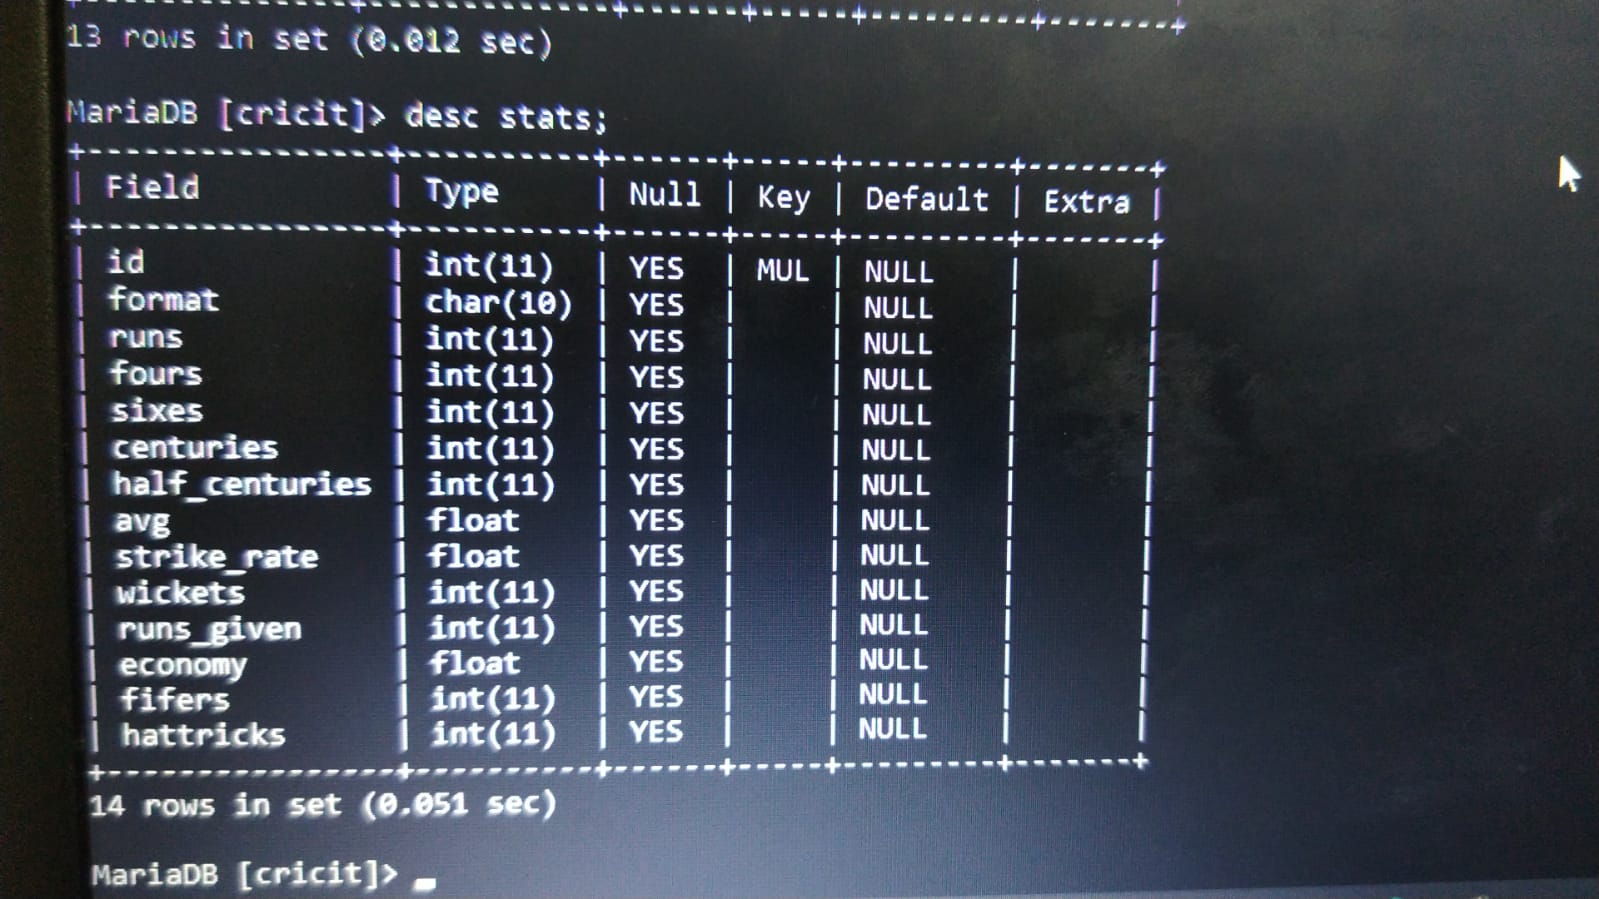 13 rows in set (0.012 sec)
MariaDB [cricit]> desc stats;
+----------------+----------+------+-----+---------+-------+
| Field | Type | Null | Key | Default | Extra |
+----------------+----------+------+-----+---------+-------+
| id | int(11) | YES | MUL | NULL | |
| format | char(10) | YES | | NULL | |
| runs | int(11) | YES | | NULL | |
| fours | int(11) | YES | | NULL | |
| sixes | int(11) | YES | | NULL | |
| centuries | int(11) | YES | | NULL | |
| half_centuries | int(11) | YES | | NULL | |
| avg | float | YES | | NULL | |
| strike_rate | float | YES | | NULL | |
| wickets | int(11) | YES | | NULL | |
| runs_given | int(11) | YES | | NULL | |
| economy | float | YES | | NULL | |
| fifers | int(11) | YES | | NULL | |
| hattricks | int(11) | YES | | NULL | |
+----------------+----------+------+-----+---------+-------+
14 rows in set (0.051 sec)
MariaDB [cricit]>